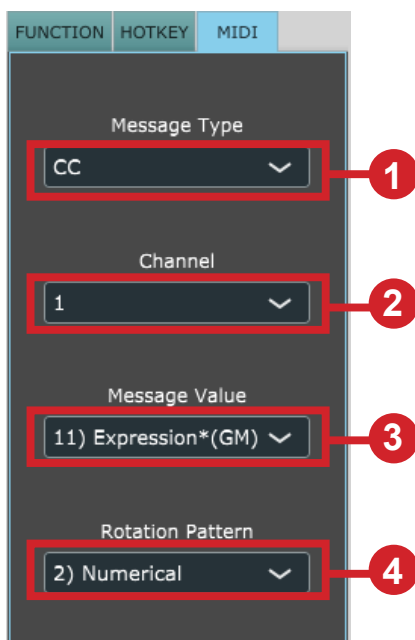 FUNCTION HOTKEY MIDI
Message Type
CC
1
Channel
1
2
Message Value
11) Expression*(GM)
3
Rotation Pattern
2) Numerical
4